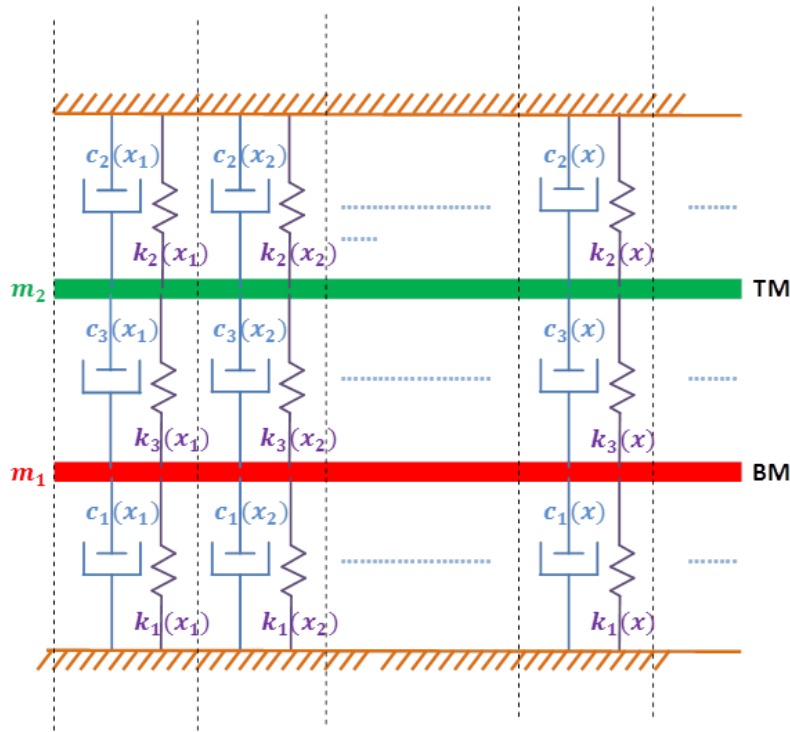 c₂(x₁) c₂(x₂) c₂(x)
k₂(x₁) k₂(x₂) k₂(x)
m₂ TM
c₃(x₁) c₃(x₂) c₃(x)
k₃(x₁) k₃(x₂) k₃(x)
m₁ BM
c₁(x₁) c₁(x₂) c₁(x)
k₁(x₁) k₁(x₂) k₁(x)